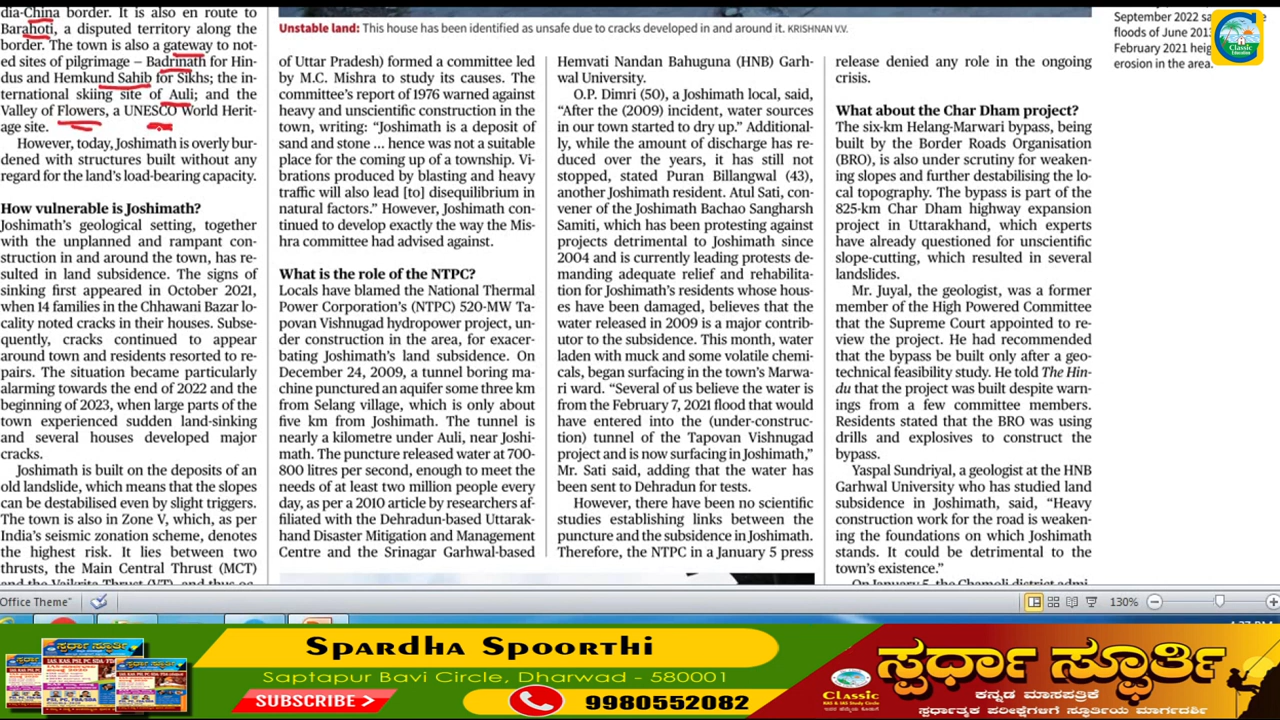 dia-China border. It is also en route to
Barahoti, a disputed territory along the
border. The town is also a gateway to not-
ed sites of pilgrimage – Badrinath for Hin-
dus and Hemkund Sahib for Sikhs; the in-
ternational skiing site of Auli; and the
Valley of Flowers, a UNESCO World Herit-
age site.
However, today, Joshimath is overly bur-
dened with structures built without any
regard for the land's load-bearing capacity.
How vulnerable is Joshimath?
Joshimath's geological setting, together
with the unplanned and rampant con-
struction in and around the town, has re-
sulted in land subsidence. The signs of
sinking first appeared in October 2021,
when 14 families in the Chhawani Bazar lo-
cality noted cracks in their houses. Subse-
quently, cracks continued to appear
around town and residents resorted to re-
pairs. The situation became particularly
alarming towards the end of 2022 and the
beginning of 2023, when large parts of the
town experienced sudden land-sinking
and several houses developed major
cracks.
Joshimath is built on the deposits of an
old landslide, which means that the slopes
can be destabilised even by slight triggers.
The town is also in Zone V, which, as per
India's seismic zonation scheme, denotes
the highest risk. It lies between two
thrusts, the Main Central Thrust (MCT)
and the Vaikrita Thrust (VT), and thus oc-
Unstable land: This house has been identified as unsafe due to cracks developed in and around it. KRISHNAN V.V.
of Uttar Pradesh) formed a committee led
by M.C. Mishra to study its causes. The
committee's report of 1976 warned against
heavy and unscientific construction in the
town, writing: "Joshimath is a deposit of
sand and stone ... hence was not a suitable
place for the coming up of a township. Vi-
brations produced by blasting and heavy
traffic will also lead [to] disequilibrium in
natural factors." However, Joshimath con-
tinued to develop exactly the way the Mis-
hra committee had advised against.
What is the role of the NTPC?
Locals have blamed the National Thermal
Power Corporation's (NTPC) 520-MW Ta-
povan Vishnugad hydropower project, un-
der construction in the area, for exacer-
bating Joshimath's land subsidence. On
December 24, 2009, a tunnel boring ma-
chine punctured an aquifer some three km
from Selang village, which is only about
five km from Joshimath. The tunnel is
nearly a kilometre under Auli, near Joshi-
math. The puncture released water at 700-
800 litres per second, enough to meet the
needs of at least two million people every
day, as per a 2010 article by researchers af-
filiated with the Dehradun-based Uttarak-
hand Disaster Mitigation and Management
Centre and the Srinagar Garhwal-based
Hemvati Nandan Bahuguna (HNB) Garh-
wal University.
O.P. Dimri (50), a Joshimath local, said,
"After the (2009) incident, water sources
in our town started to dry up." Additional-
ly, while the amount of discharge has re-
duced over the years, it has still not
stopped, stated Puran Billangwal (43),
another Joshimath resident. Atul Sati, con-
vener of the Joshimath Bachao Sangharsh
Samiti, which has been protesting against
projects detrimental to Joshimath since
2004 and is currently leading protests de-
manding adequate relief and rehabilita-
tion for Joshimath's residents whose hous-
es have been damaged, believes that the
water released in 2009 is a major contrib-
utor to the subsidence. This month, water
laden with muck and some volatile chemi-
cals, began surfacing in the town's Marwa-
ri ward. "Several of us believe the water is
from the February 7, 2021 flood that would
have entered into the (under-construc-
tion) tunnel of the Tapovan Vishnugad
project and is now surfacing in Joshimath,"
Mr. Sati said, adding that the water has
been sent to Dehradun for tests.
However, there have been no scientific
studies establishing links between the
puncture and the subsidence in Joshimath.
Therefore, the NTPC in a January 5 press
release denied any role in the ongoing
crisis.
What about the Char Dham project?
The six-km Helang-Marwari bypass, being
built by the Border Roads Organisation
(BRO), is also under scrutiny for weaken-
ing slopes and further destabilising the lo-
cal topography. The bypass is part of the
825-km Char Dham highway expansion
project in Uttarakhand, which experts
have already questioned for unscientific
slope-cutting, which resulted in several
landslides.
Mr. Juyal, the geologist, was a former
member of the High Powered Committee
that the Supreme Court appointed to re-
view the project. He had recommended
that the bypass be built only after a geo-
technical feasibility study. He told The Hin-
du that the project was built despite warn-
ings from a few committee members.
Residents stated that the BRO was using
drills and explosives to construct the
bypass.
Yaspal Sundriyal, a geologist at the HNB
Garhwal University who has studied land
subsidence in Joshimath, said, "Heavy
construction work for the road is weaken-
ing the foundations on which Joshimath
stands. It could be detrimental to the
town's existence."
On January 5, the Chamoli district admi-
September 2022 sa
floods of June 201
February 2021 hei
erosion in the area.
Classic
Office Theme"
130%
Spardha Spoorthi
Saptapur Bavi Circle, Dharwad - 580001
SUBSCRIBE
9980552082
Classic
ಸ್ಪರ್ಧಾ ಸ್ಫೂರ್ತಿ
ಕನ್ನಡ ಮಾಸಪತ್ರಿಕೆ
ಸ್ಪರ್ಧಾತ್ಮಕ ಪರೀಕ್ಷೆಗಳಿಗೆ ಸ್ಫೂರ್ತಿಯ ಮಾರ್ಗದರ್ಶಿ